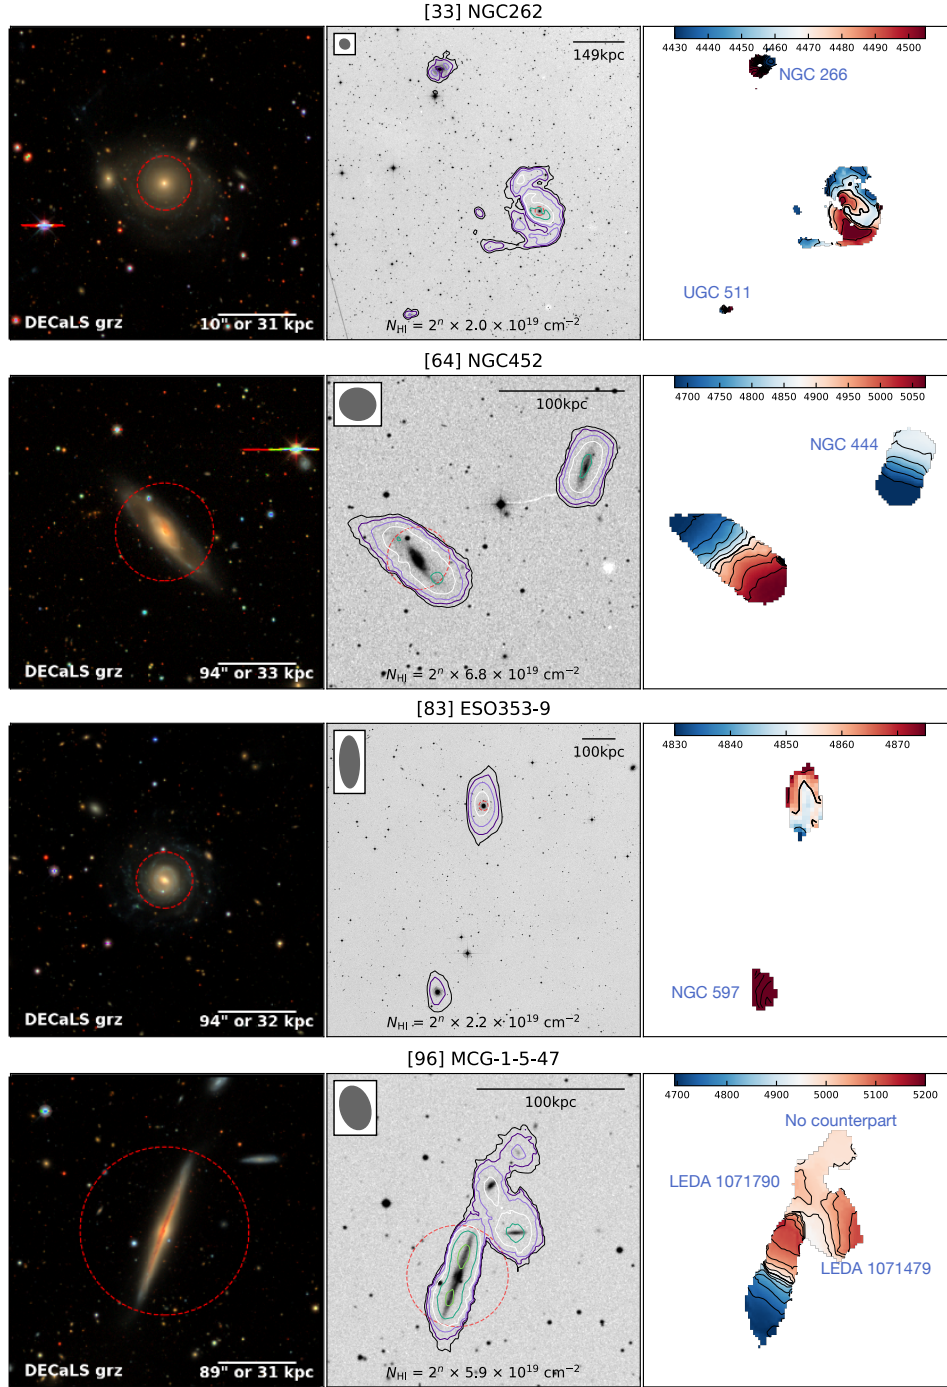 [33] NGC262
DECaLS grz
10" or 31 kpc
149kpc
N_HI = 2^n × 2.0 × 10^19 cm^−2
4430 4440 4450 4460 4470 4480 4490 4500
NGC 266
UGC 511
[64] NGC452
DECaLS grz
94" or 33 kpc
100kpc
N_HI = 2^n × 6.8 × 10^19 cm^−2
4700 4750 4800 4850 4900 4950 5000 5050
NGC 444
[83] ESO353-9
DECaLS grz
94" or 32 kpc
100kpc
N_HI = 2^n × 2.2 × 10^19 cm^−2
4830 4840 4850 4860 4870
NGC 597
[96] MCG-1-5-47
DECaLS grz
89" or 31 kpc
100kpc
N_HI = 2^n × 5.9 × 10^19 cm^−2
4700 4800 4900 5000 5100 5200
No counterpart
LEDA 1071790
LEDA 1071479